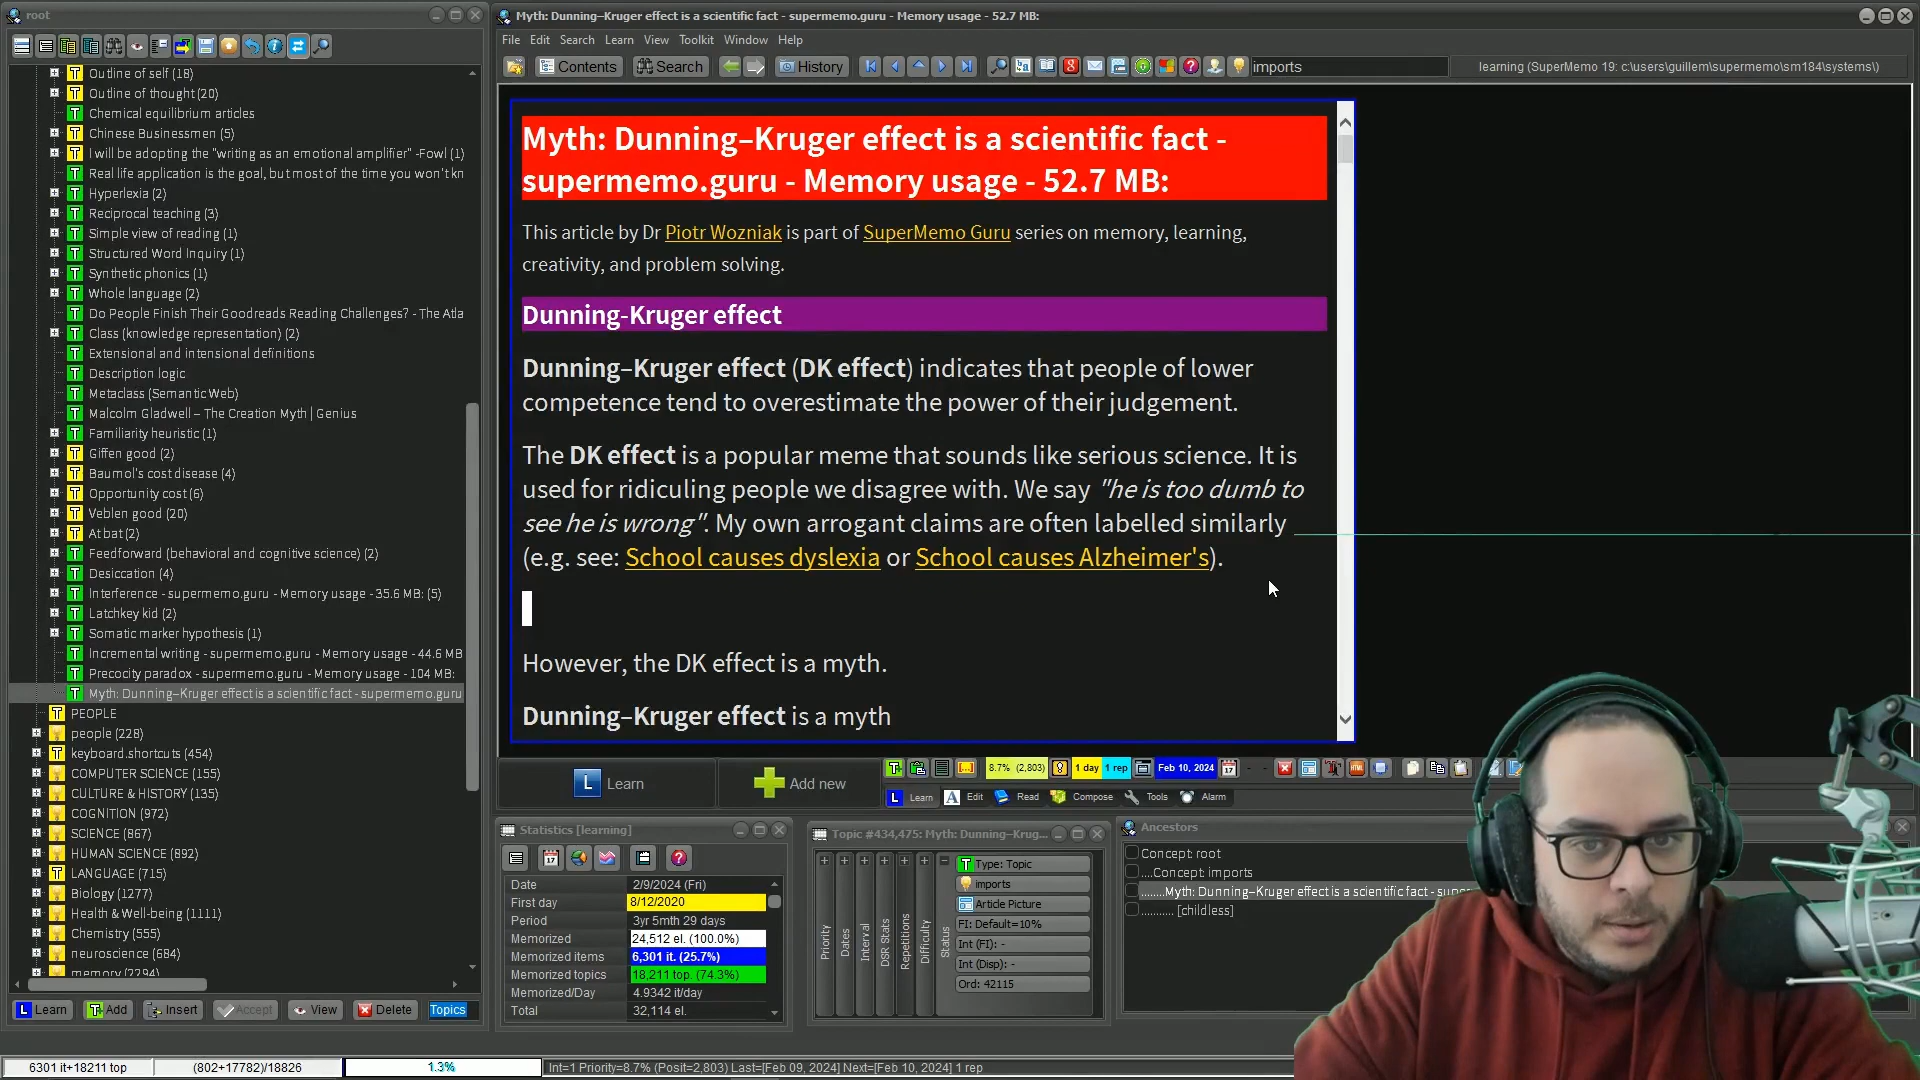 root
Outline of self (18)
Outline of thought (20)
Chemical equilibrium articles
Chinese Businessmen (5)
I will be adopting the "writing as an emotional amplifier" -Fowl (1)
Real life application is the goal, but most of the time you won't kn
Hyperlexia (2)
Reciprocal teaching (3)
Simple view of reading (1)
Structured Word Inquiry (1)
Synthetic phonics (1)
Whole language (2)
Do People Finish Their Goodreads Reading Challenges? - The Atla
Class (knowledge representation) (2)
Extensional and intensional definitions
Description logic
Metaclass (Semantic Web)
Malcolm Gladwell – The Creation Myth | Genius
Familiarity heuristic (1)
Giffen good (2)
Baumol's cost disease (4)
Opportunity cost (6)
Veblen good (20)
At bat (2)
Feedforward (behavioral and cognitive science) (2)
Desiccation (4)
Interference - supermemo.guru - Memory usage - 35.6 MB: (5)
Latchkey kid (2)
Somatic marker hypothesis (1)
Incremental writing - supermemo.guru - Memory usage - 44.6 MB
Precocity paradox - supermemo.guru - Memory usage - 104 MB:
Myth: Dunning–Kruger effect is a scientific fact - supermemo.guru
PEOPLE
people (228)
keyboard.shortcuts (454)
COMPUTER SCIENCE (155)
CULTURE & HISTORY (135)
COGNITION (972)
SCIENCE (867)
HUMAN SCIENCE (892)
LANGUAGE (715)
Biology (1277)
Health & Well-being (1111)
Chemistry (555)
neuroscience (684)
memory (2294)
Learn Add Insert Accept View Delete Topics
6301 it+18211 top (802+17782)/18826 1.3% Int=1 Priority=8.7% (Posit=2,803) Last=[Feb 09, 2024] Next=[Feb 10, 2024] 1 rep
Myth: Dunning–Kruger effect is a scientific fact - supermemo.guru - Memory usage - 52.7 MB:
File Edit Search Learn View Toolkit Window Help
Contents Search History imports learning (SuperMemo 19: c:\users\guillem\supermemo\sm184\systems\)
Myth: Dunning–Kruger effect is a scientific fact -
supermemo.guru - Memory usage - 52.7 MB:
This article by Dr Piotr Wozniak is part of SuperMemo Guru series on memory, learning,
creativity, and problem solving.
Dunning-Kruger effect
Dunning–Kruger effect (DK effect) indicates that people of lower
competence tend to overestimate the power of their judgement.
The DK effect is a popular meme that sounds like serious science. It is
used for ridiculing people we disagree with. We say "he is too dumb to
see he is wrong". My own arrogant claims are often labelled similarly
(e.g. see: School causes dyslexia or School causes Alzheimer's).
However, the DK effect is a myth.
Dunning–Kruger effect is a myth
Learn Add new
8.7% (2,803) 1 day 1 rep Feb 10, 2024
Learn Edit Read Compose Tools Alarm
Statistics [learning]
Date 2/9/2024 (Fri)
First day 8/12/2020
Period 3yr 5mth 29 days
Memorized 24,512 el. (100.0%)
Memorized items 6,301 it. (25.7%)
Memorized topics 18,211 top. (74.3%)
Memorized/Day 4.9342 it/day
Total 32,114 el.
Topic #434,475: Myth: Dunning–Krug...
Priority
Dates
Interval
DSR Stats
Repetitions
Difficulty
Status
Type: Topic
imports
Article Picture
FI: Default=10%
Int (FI): -
Int (Disp): -
Ord: 42115
Ancestors
Concept: root
....Concept: imports
.......Myth: Dunning–Kruger effect is a scientific fact - sup
........... [childless]